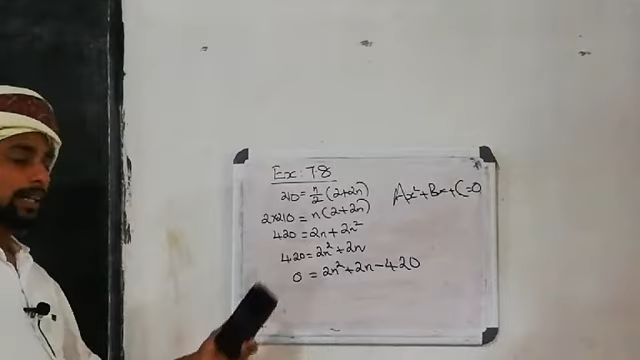 Ex: 7.8
210 = n/2 (2+2n)
2×210 = n(2+2n)
420 = 2n + 2n²
420 = 2n² + 2n
0 = 2n² + 2n - 420
Ax² + Bx + C = 0